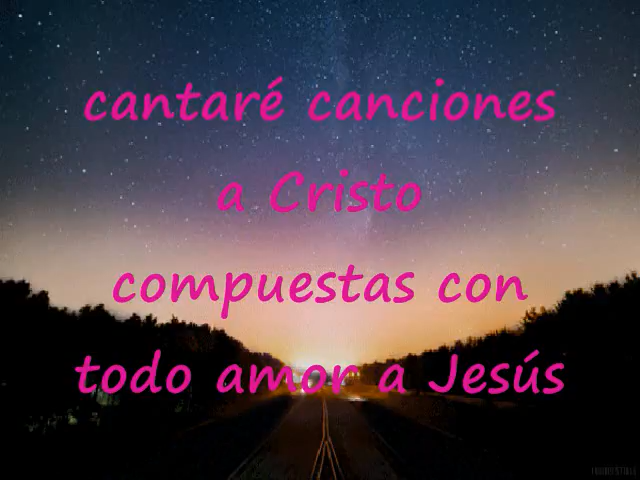 cantaré canciones
a Cristo
compuestas con
todo amor a Jesús